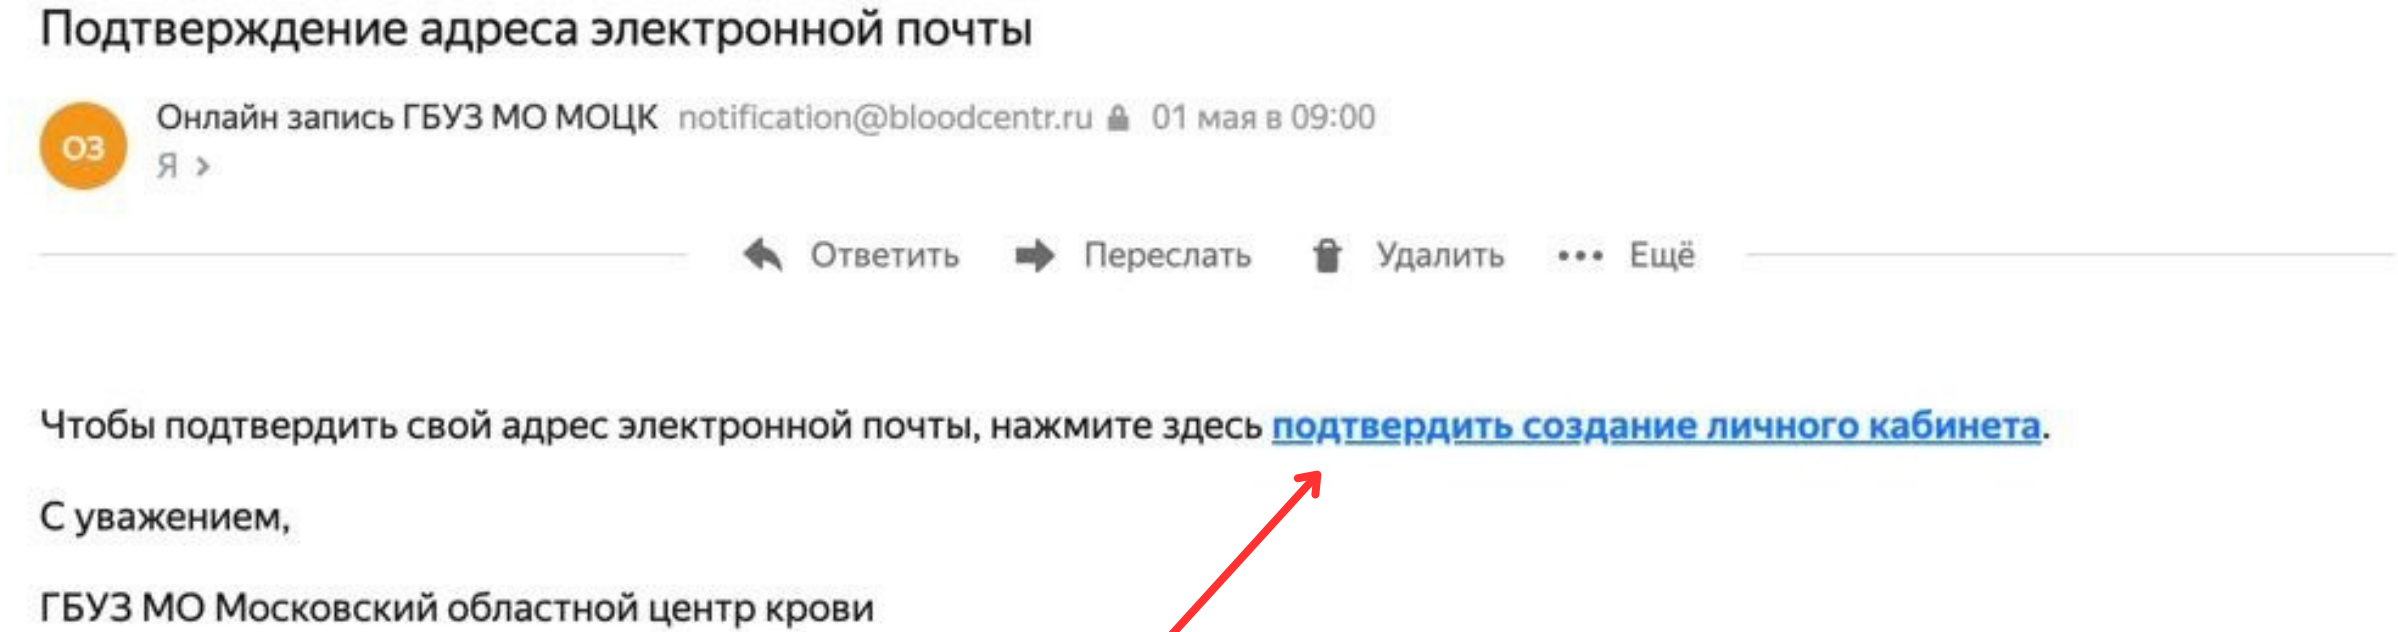 Подтверждение адреса электронной почты
Онлайн запись ГБУЗ МО МОЦК notification@bloodcentr.ru 01 мая в 09:00
ОЗ
Я >
Ответить Переслать Удалить ••• Ещё
Чтобы подтвердить свой адрес электронной почты, нажмите здесь подтвердить создание личного кабинета.
С уважением,
ГБУЗ МО Московский областной центр крови